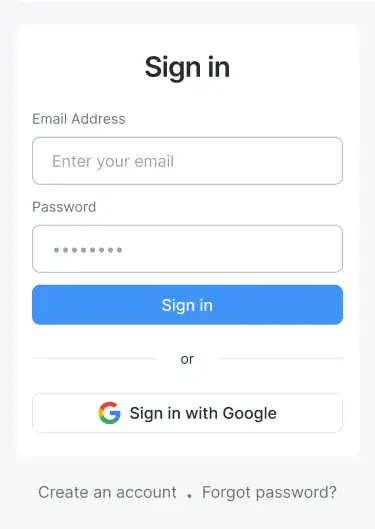 Sign in
Email Address
Enter your email
Password
••••••••
Sign in
or
Sign in with Google
Create an account • Forgot password?